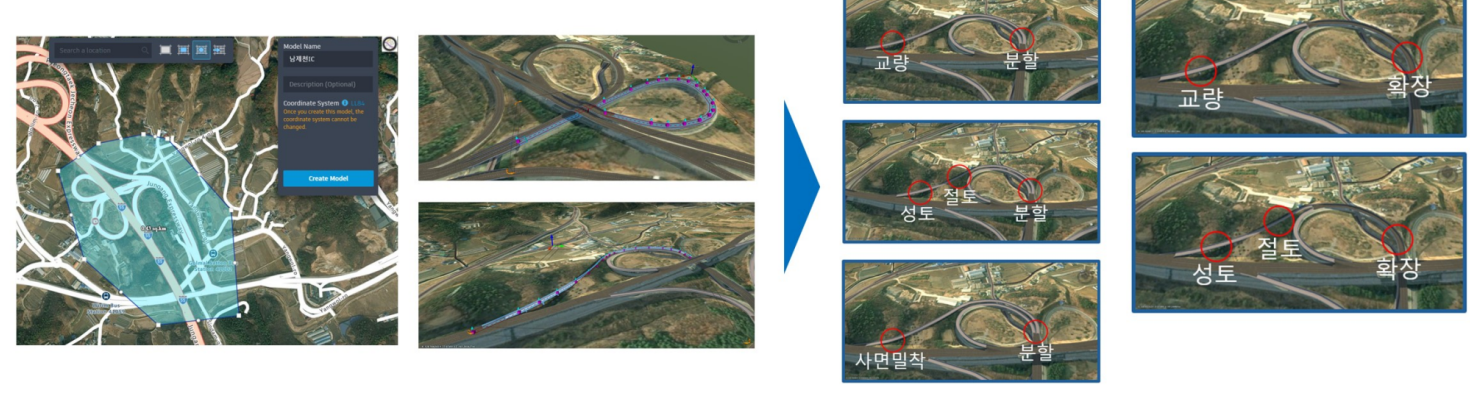 Search a location
Model Name
남제천IC
Description (Optional)
Coordinate System
Once you create this model, the
coordinate system cannot be
changed.
Create Model
교량
분할
성토
절토
분할
사면밀착
분할
교량
확장
성토
절토
확장